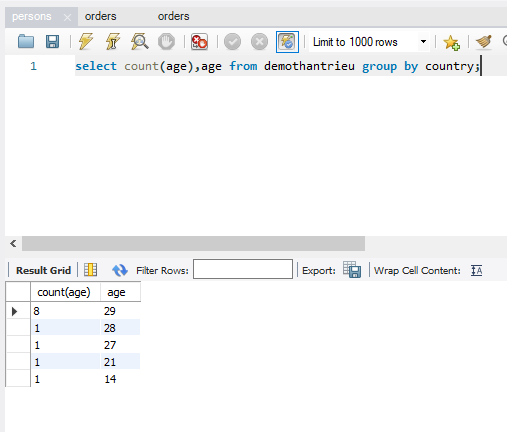 persons orders orders
Limit to 1000 rows
1 select count(age),age from demothantrieu group by country;
Result Grid Filter Rows: Export: Wrap Cell Content:
count(age) age
8 29
1 28
1 27
1 21
1 14